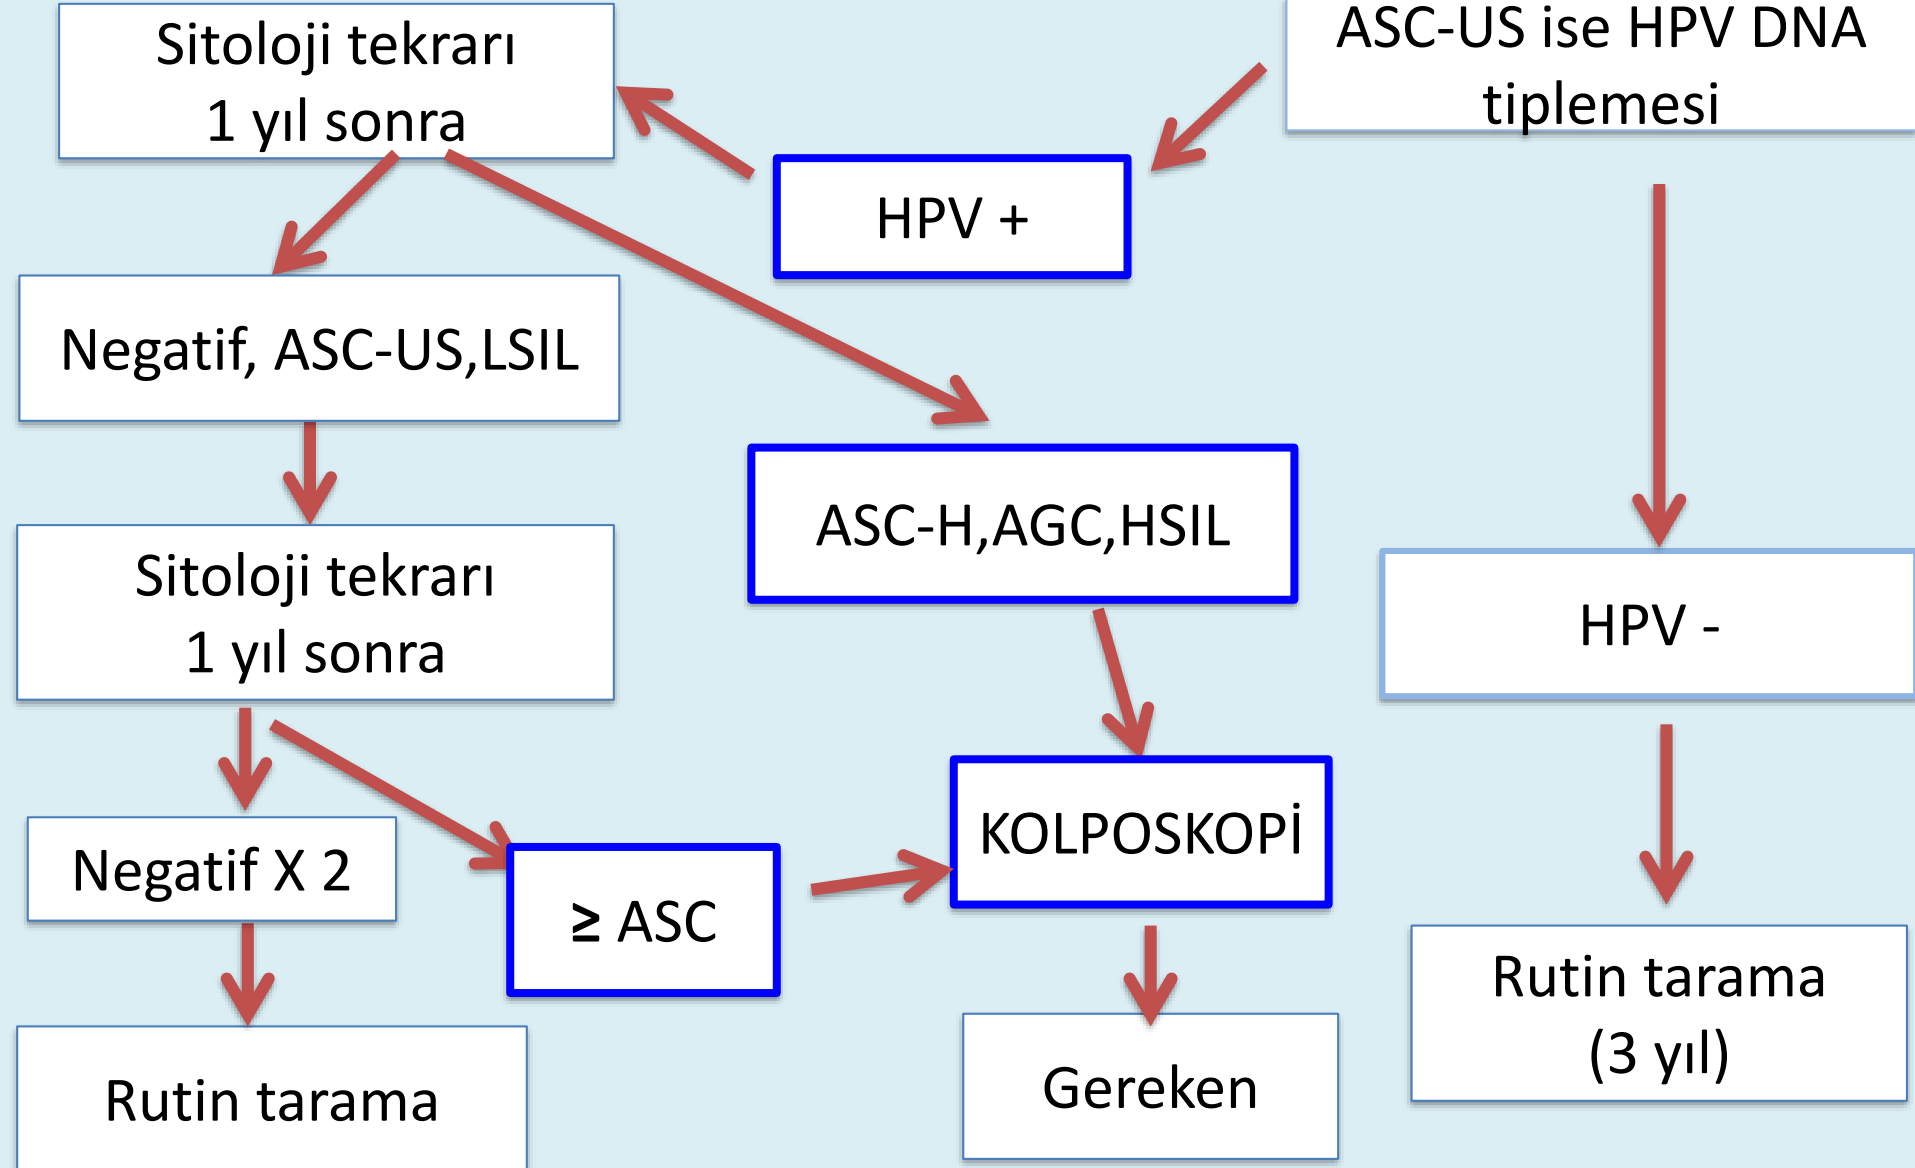 Sitoloji tekrarı
1 yıl sonra
ASC-US ise HPV DNA
tiplemesi
HPV +
Negatif, ASC-US,LSIL
ASC-H,AGC,HSIL
Sitoloji tekrarı
1 yıl sonra
HPV -
KOLPOSKOPİ
Negatif X 2
≥ ASC
Rutin tarama
(3 yıl)
Gereken
Rutin tarama